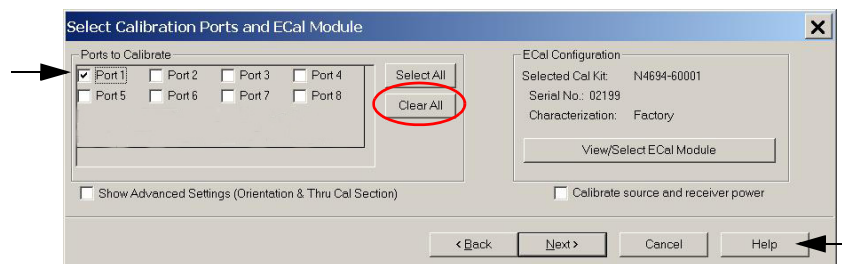 Select Calibration Ports and ECal Module
Ports to Calibrate
Port 1 Port 2 Port 3 Port 4
Port 5 Port 6 Port 7 Port 8
Select All
Clear All
Show Advanced Settings (Orientation & Thru Cal Section)
ECal Configuration
Selected Cal Kit: N4694-60001
Serial No.: 02199
Characterization: Factory
View/Select ECal Module
Calibrate source and receiver power
< Back Next > Cancel Help